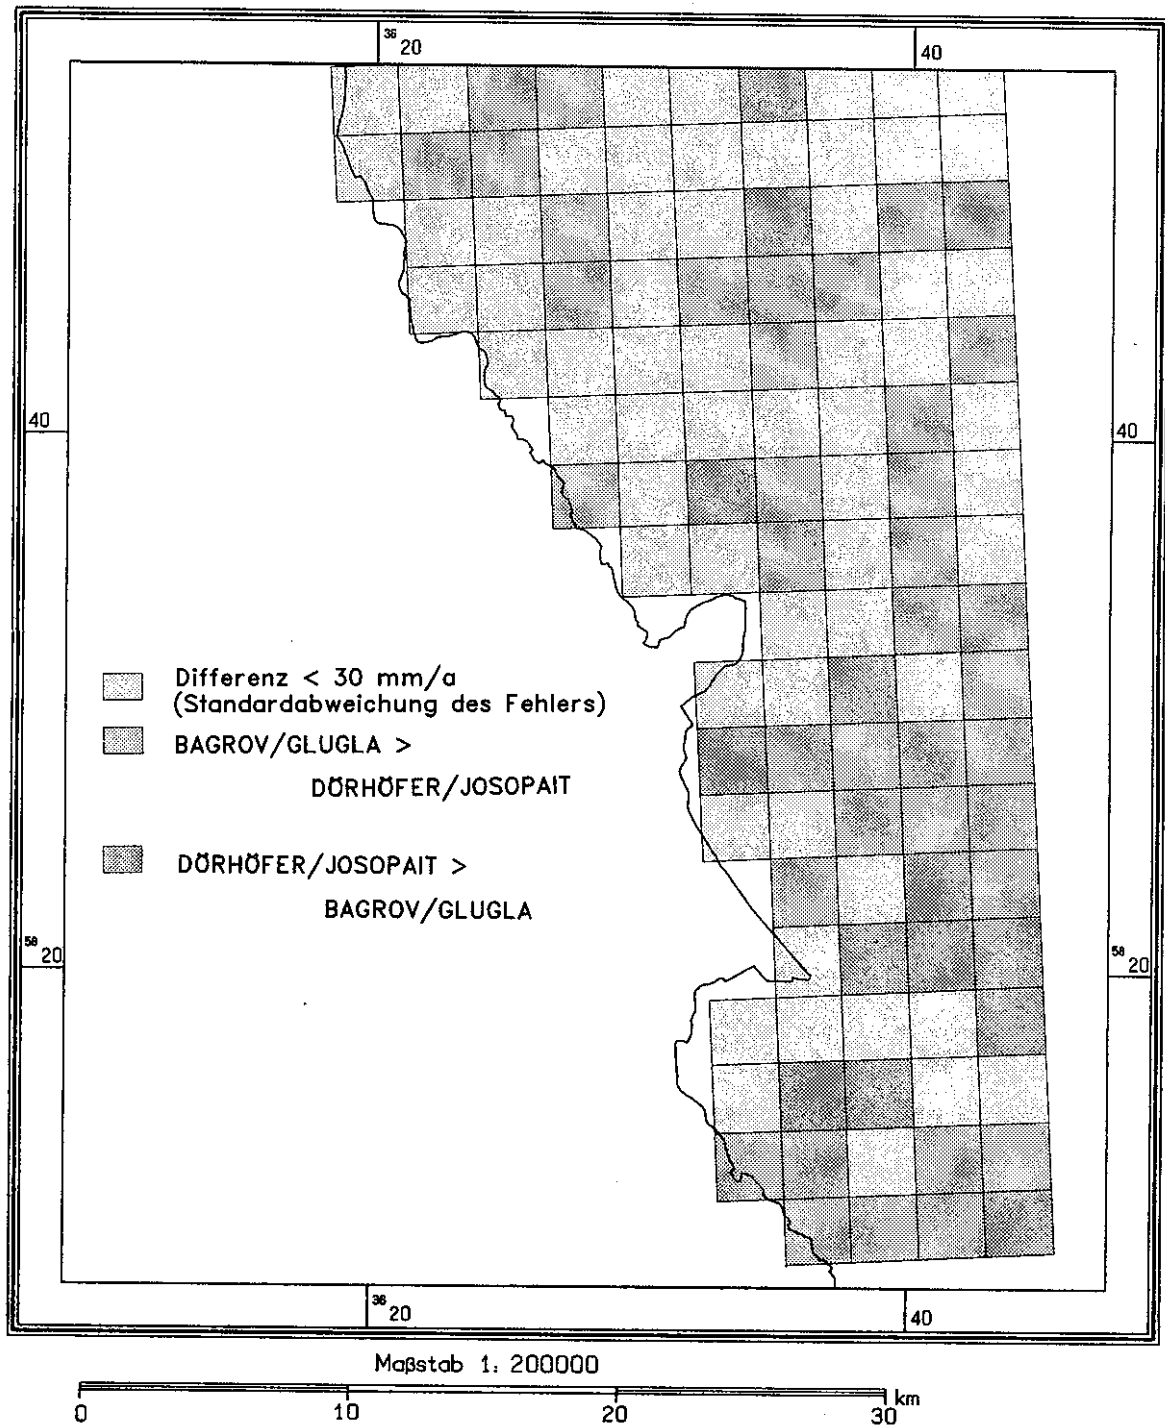 36 20
40
40
40
Differenz < 30 mm/a
(Standardabweichung des Fehlers)
BAGROV/GLUGLA >
DÖRHÖFER/JOSOPAIT
DÖRHÖFER/JOSOPAIT >
BAGROV/GLUGLA
58 20
58 20
36 20
40
Maßstab 1: 200000
0 10 20 30 km